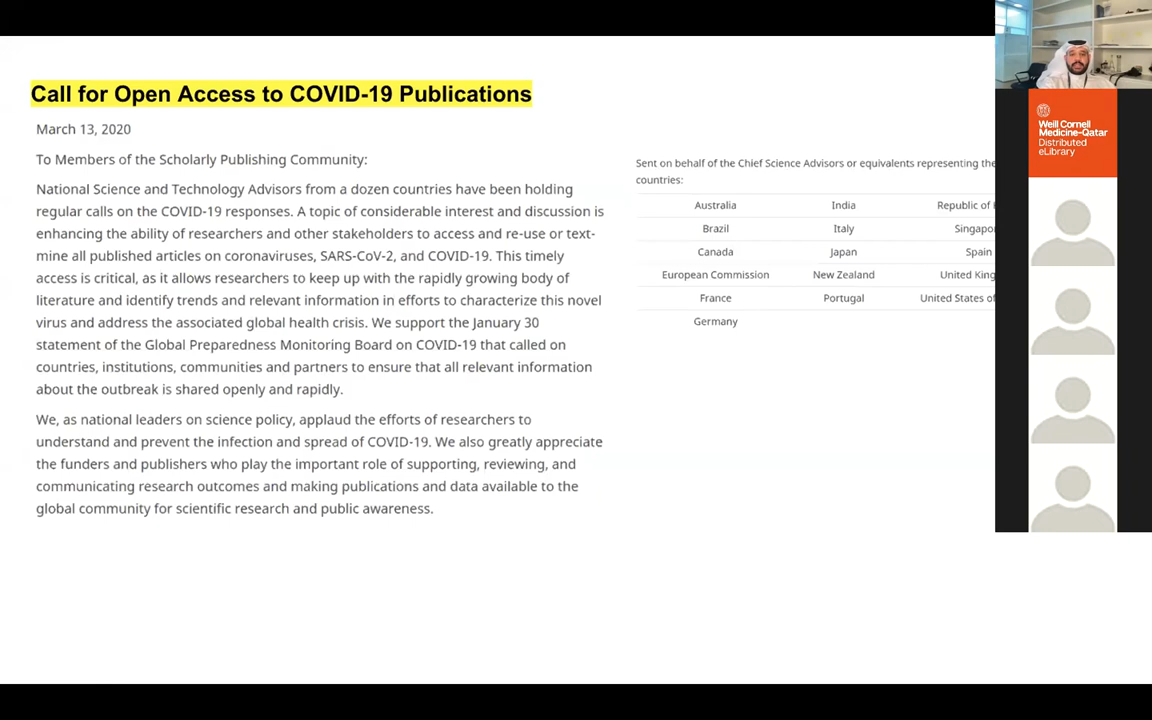 Call for Open Access to COVID-19 Publications
March 13, 2020
To Members of the Scholarly Publishing Community:
National Science and Technology Advisors from a dozen countries have been holding
regular calls on the COVID-19 responses. A topic of considerable interest and discussion is
enhancing the ability of researchers and other stakeholders to access and re-use or text-
mine all published articles on coronaviruses, SARS-CoV-2, and COVID-19. This timely
access is critical, as it allows researchers to keep up with the rapidly growing body of
literature and identify trends and relevant information in efforts to characterize this novel
virus and address the associated global health crisis. We support the January 30
statement of the Global Preparedness Monitoring Board on COVID-19 that called on
countries, institutions, communities and partners to ensure that all relevant information
about the outbreak is shared openly and rapidly.
We, as national leaders on science policy, applaud the efforts of researchers to
understand and prevent the infection and spread of COVID-19. We also greatly appreciate
the funders and publishers who play the important role of supporting, reviewing, and
communicating research outcomes and making publications and data available to the
global community for scientific research and public awareness.
Sent on behalf of the Chief Science Advisors or equivalents representing the
countries:
Australia India Republic of
Brazil Italy
Canada Japan Spain
European Commission New Zealand United
France Portugal United States of
Germany
Weill Cornell
Medicine-Qatar
Distributed
eLibrary